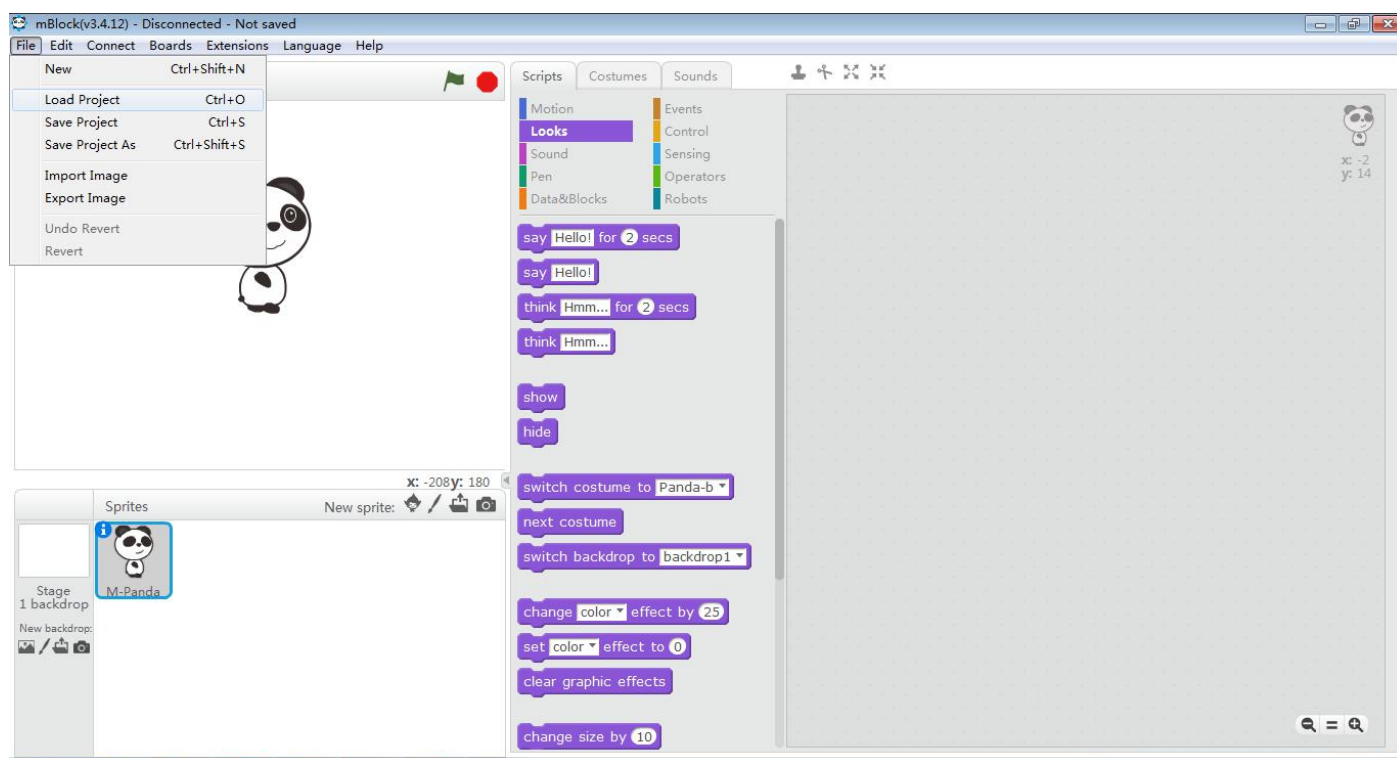 mBlock(v3.4.12) - Disconnected - Not saved
File Edit Connect Boards Extensions Language Help
New Ctrl+Shift+N
Load Project Ctrl+O
Save Project Ctrl+S
Save Project As Ctrl+Shift+S
Import Image
Export Image
Undo Revert
Revert
x: -208 y: 180
Sprites New sprite:
Stage
1 backdrop
New backdrop:
M-Panda
Scripts Costumes Sounds
Motion Events
Looks Control
Sound Sensing
Pen Operators
Data&Blocks Robots
say Hello! for 2 secs
say Hello!
think Hmm... for 2 secs
think Hmm...
show
hide
switch costume to Panda-b
next costume
switch backdrop to backdrop1
change color effect by 25
set color effect to 0
clear graphic effects
change size by 10
x: -2
y: 14